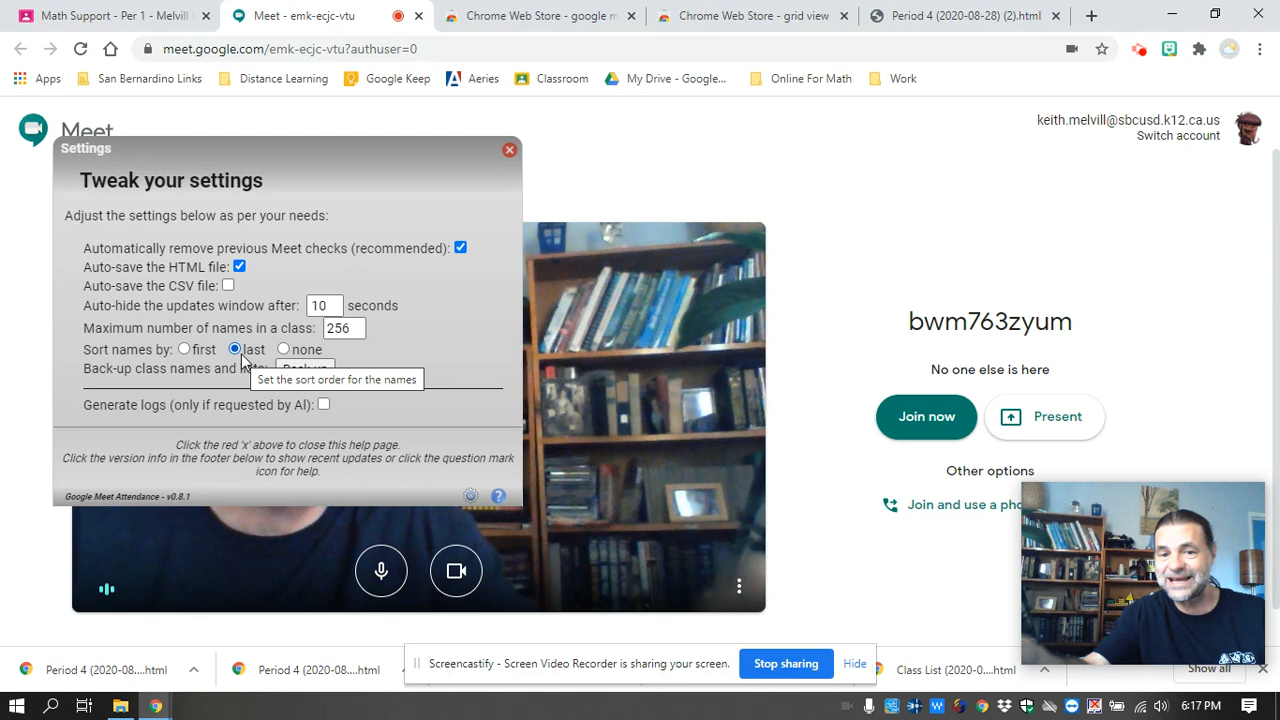 Math Support - Per 1 - Melvill
Meet - emk-ecjc-vtu
Chrome Web Store - google m
Chrome Web Store - grid view
Period 4 (2020-08-28) (2).html
meet.google.com/emk-ecjc-vtu?authuser=0
Apps
San Bernardino Links
Distance Learning
Google Keep
Aeries
Classroom
My Drive - Google...
Online For Math
Work
Meet
keith.melvill@sbcusd.k12.ca.us
Switch account
Settings
Tweak your settings
Adjust the settings below as per your needs:
Automatically remove previous Meet checks (recommended):
Auto-save the HTML file:
Auto-save the CSV file:
Auto-hide the updates window after: 10 seconds
Maximum number of names in a class: 256
Sort names by: first last none
Back-up class names and
Set the sort order for the names
Generate logs (only if requested by Al):
Click the red 'x' above to close this help page.
Click the version info in the footer below to show recent updates or click the question mark
icon for help.
Google Meet Attendance - v0.8.1
bwm763zyum
No one else is here
Join now
Present
Other options
Join and use a pho
Period 4 (2020-08....html
Period 4 (2020-08....html
Screencastify - Screen Video Recorder is sharing your screen.
Stop sharing
Hide
Class List (2020-0....html
Show all
6:17 PM